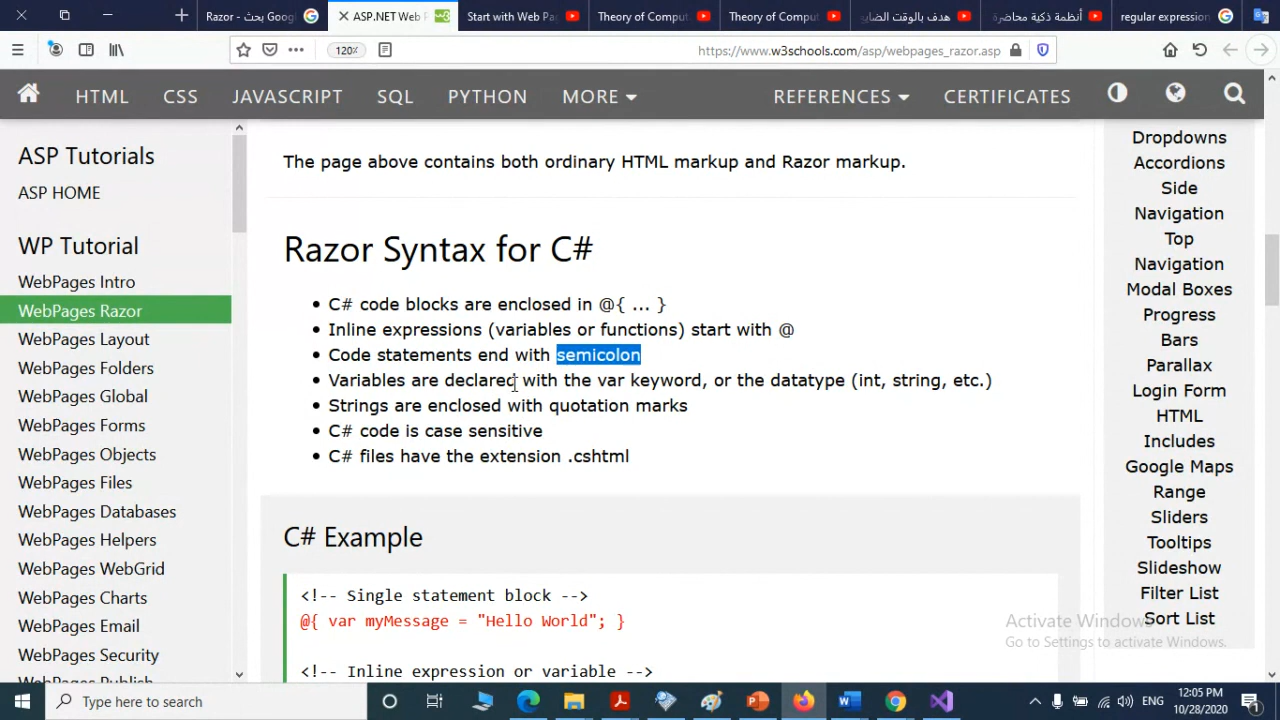 Razor - بحث Goog
ASP.NET Web P
Start with Web Pa
Theory of Comput
Theory of Comput
هدف بالوقت الضايع
أنظمة ذكية محاضرة
regular expression
120%
https://www.w3schools.com/asp/webpages_razor.asp
HTML CSS JAVASCRIPT SQL PYTHON MORE REFERENCES CERTIFICATES
ASP Tutorials
ASP HOME
WP Tutorial
WebPages Intro
WebPages Razor
WebPages Layout
WebPages Folders
WebPages Global
WebPages Forms
WebPages Objects
WebPages Files
WebPages Databases
WebPages Helpers
WebPages WebGrid
WebPages Charts
WebPages Email
WebPages Security
WebPages Publish
The page above contains both ordinary HTML markup and Razor markup.
Razor Syntax for C#
• C# code blocks are enclosed in @{ ... }
• Inline expressions (variables or functions) start with @
• Code statements end with semicolon
• Variables are declared with the var keyword, or the datatype (int, string, etc.)
• Strings are enclosed with quotation marks
• C# code is case sensitive
• C# files have the extension .cshtml
C# Example
<!-- Single statement block -->
@{ var myMessage = "Hello World"; }
<!-- Inline expression or variable -->
Dropdowns
Accordions
Side
Navigation
Top
Navigation
Modal Boxes
Progress
Bars
Parallax
Login Form
HTML
Includes
Google Maps
Range
Sliders
Tooltips
Slideshow
Filter List
Sort List
Activate Windows
Go to Settings to activate Windows.
Type here to search
ENG
12:05 PM
10/28/2020